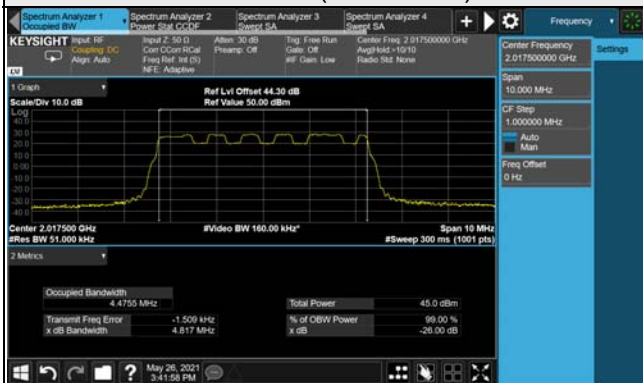 Spectrum Analyzer 1
Occupied BW
Spectrum Analyzer 2
Power Stat CCDF
Spectrum Analyzer 3
Swept SA
Spectrum Analyzer 4
Swept SA
Frequency
KEYSIGHT
Input: RF
Coupling: DC
Align: Auto
Input Z: 50 Ω
Corr CCorr RCal
Freq Ref: Int (S)
NFE: Adaptive
Atten: 30 dB
Preamp: Off
Trig: Free Run
Gate: Off
#IF Gain: Low
Center Freq: 2.017500000 GHz
Avg|Hold:>10/10
Radio Std: None
Center Frequency
2.017500000 GHz
Settings
Span
10.000 MHz
CF Step
1.000000 MHz
Auto
Man
Freq Offset
0 Hz
1 Graph
Scale/Div 10.0 dB
Ref Lvl Offset 44.30 dB
Ref Value 50.00 dBm
Log
40.0
30.0
20.0
10.0
0.00
-10.0
-20.0
-30.0
-40.0
Center 2.017500 GHz
#Res BW 51.000 kHz
#Video BW 160.00 kHz*
Span 10 MHz
#Sweep 300 ms (1001 pts)
2 Metrics
Occupied Bandwidth
4.4755 MHz
Total Power 45.0 dBm
Transmit Freq Error -1.509 kHz
% of OBW Power 99.00 %
x dB Bandwidth 4.817 MHz
x dB -26.00 dB
May 26, 2021
3:41:58 PM